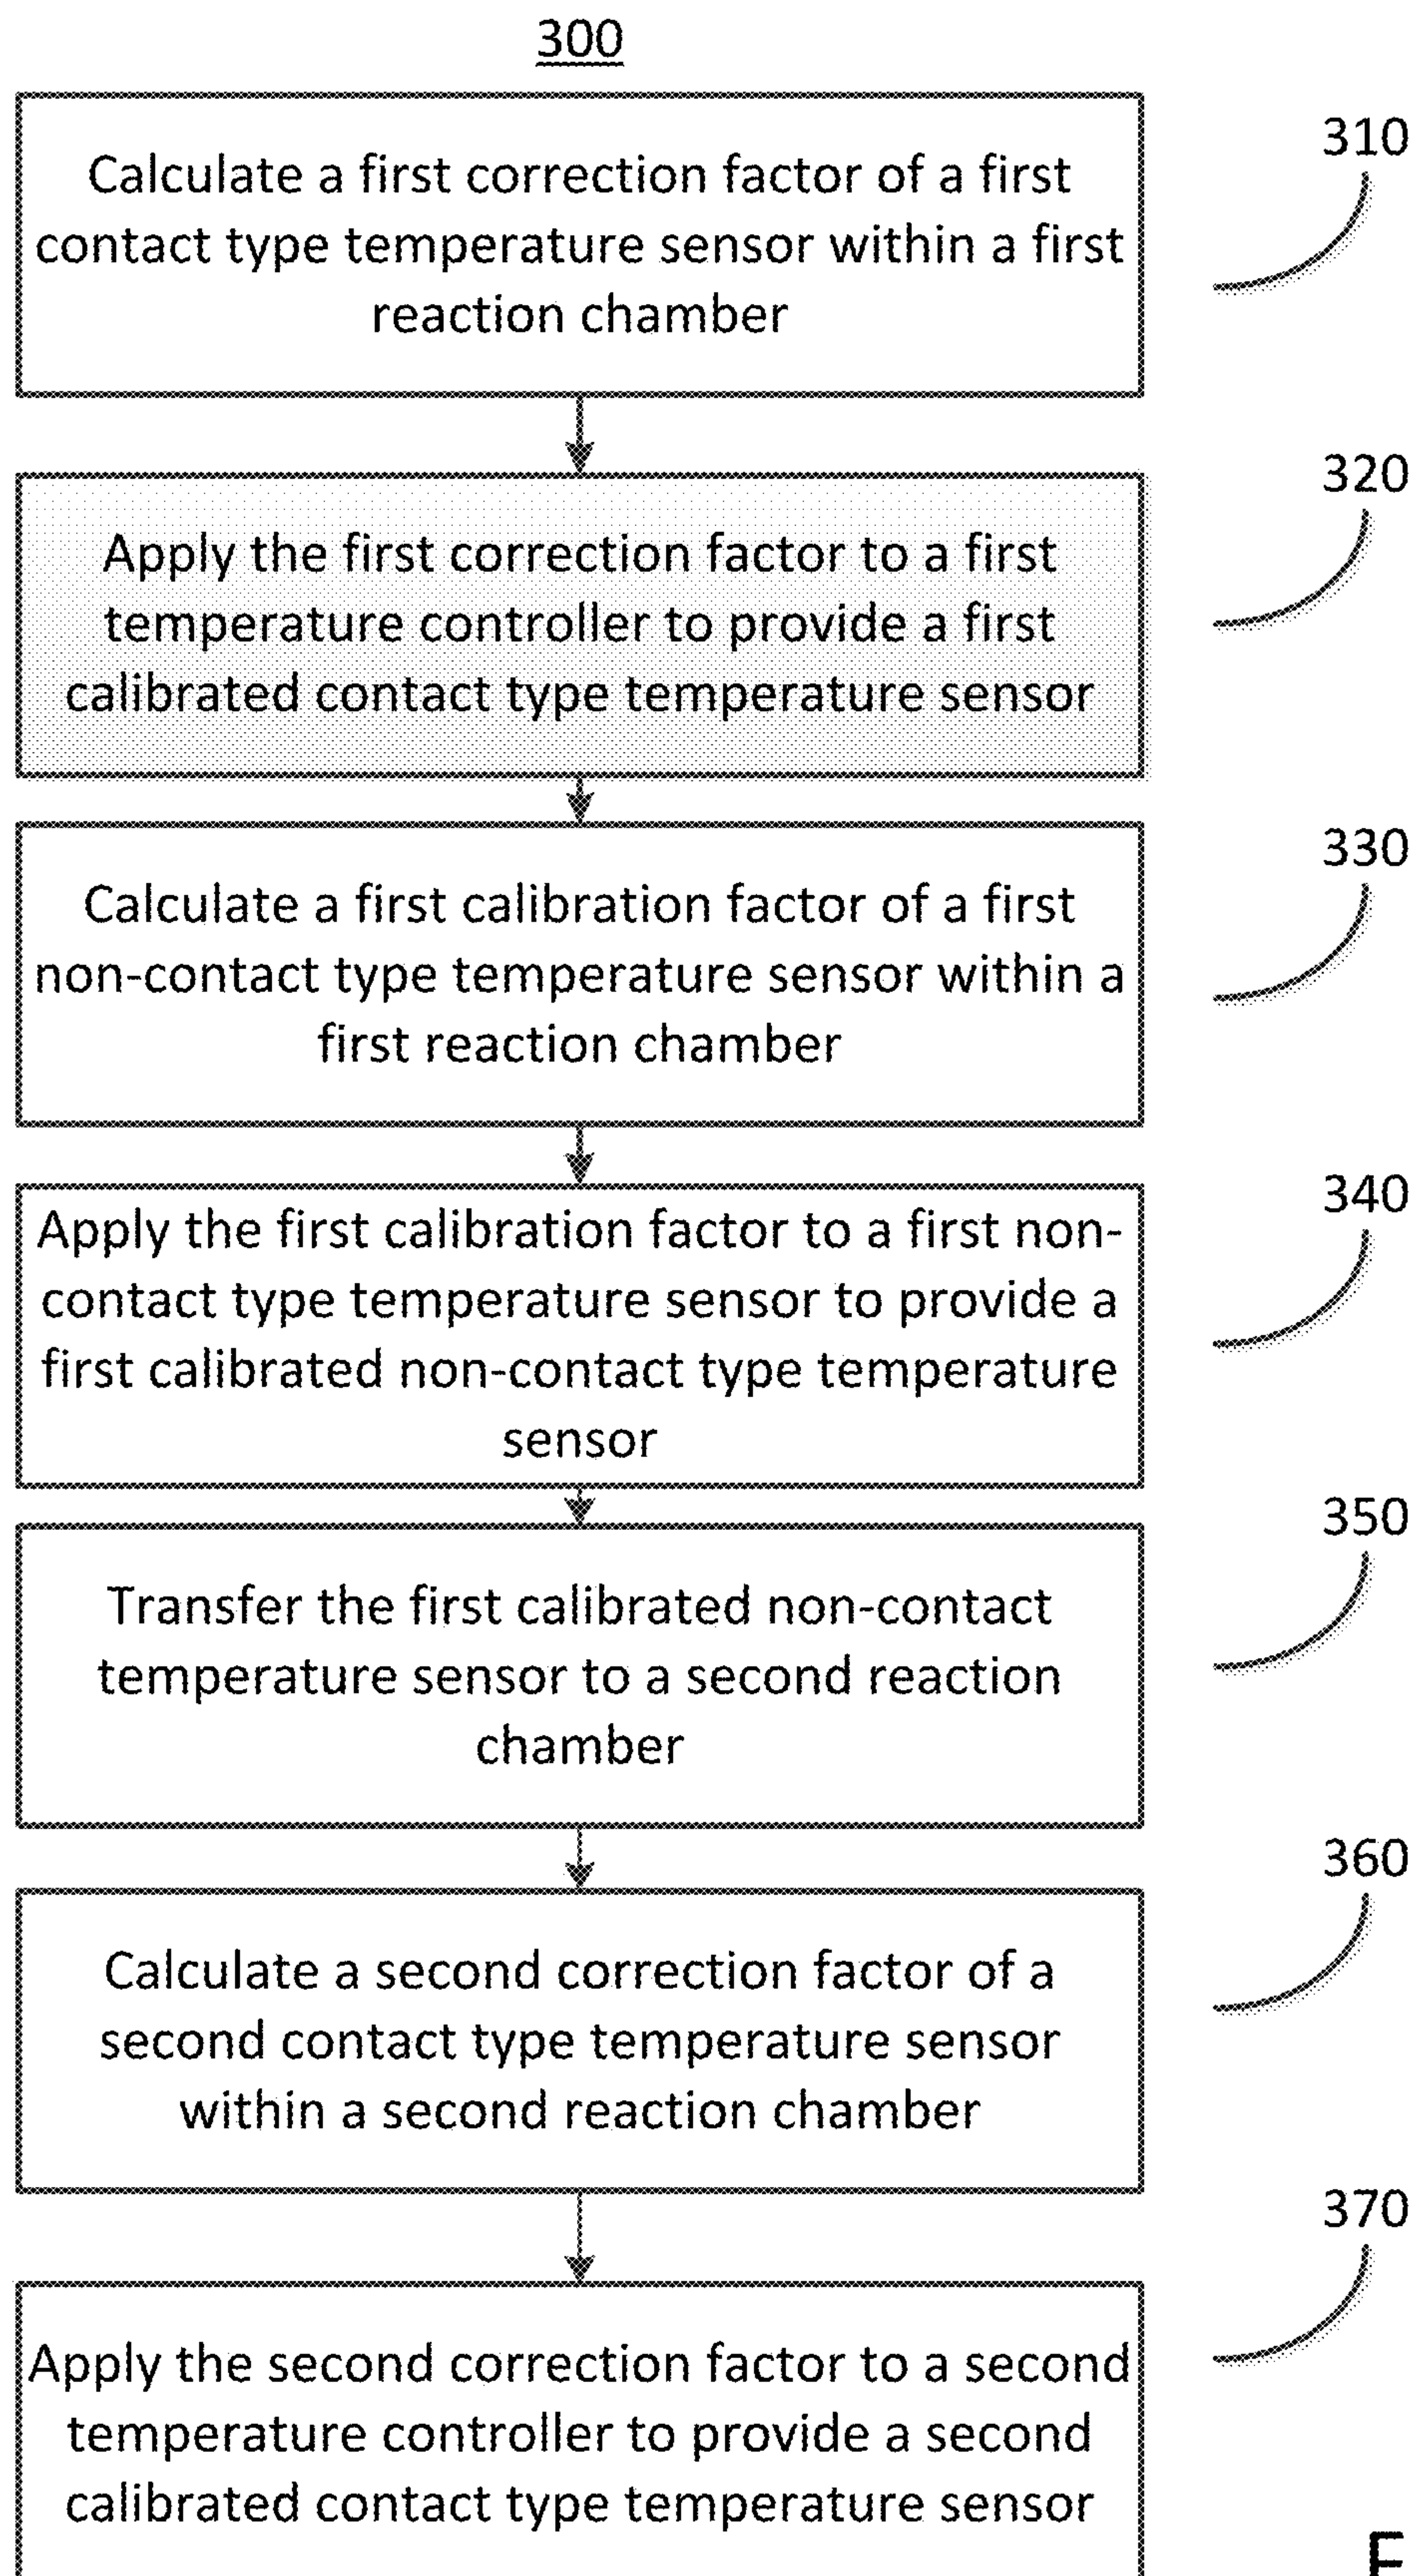 300
Calculate a first correction factor of a first
contact type temperature sensor within a first
reaction chamber
310
Apply the first correction factor to a first
temperature controller to provide a first
calibrated contact type temperature sensor
320
Calculate a first calibration factor of a first
non-contact type temperature sensor within a
first reaction chamber
330
Apply the first calibration factor to a first non-
contact type temperature sensor to provide a
first calibrated non-contact type temperature
sensor
340
Transfer the first calibrated non-contact
temperature sensor to a second reaction
chamber
350
Calculate a second correction factor of a
second contact type temperature sensor
within a second reaction chamber
360
Apply the second correction factor to a second
temperature controller to provide a second
calibrated contact type temperature sensor
370